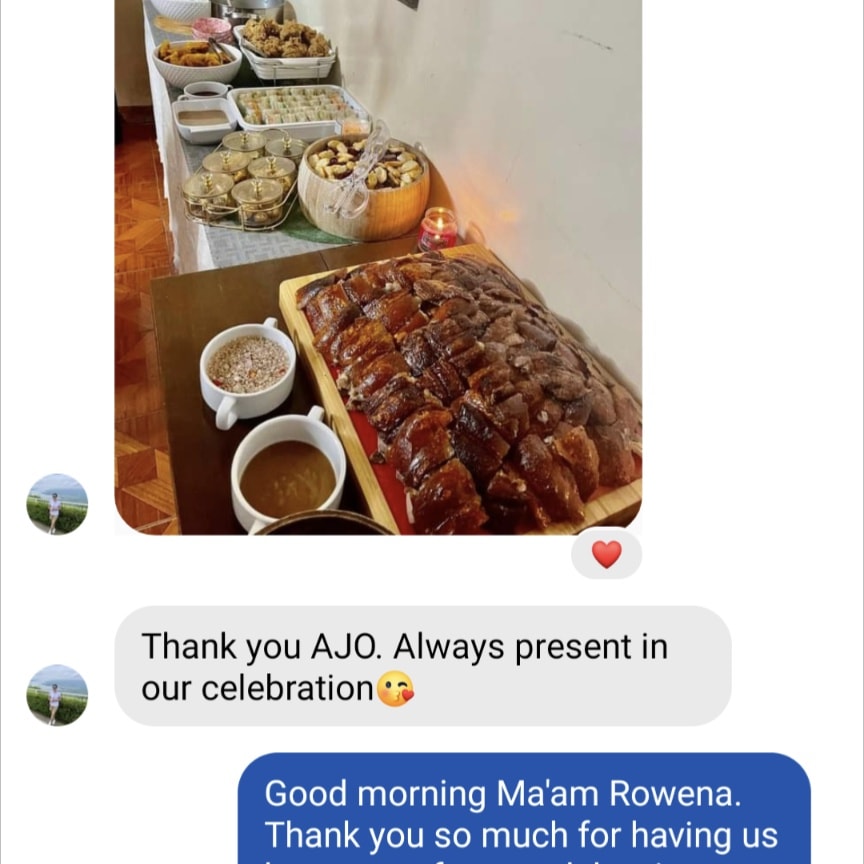 Thank you AJO. Always present in
our celebration😘
Good morning Ma'am Rowena.
Thank you so much for having us